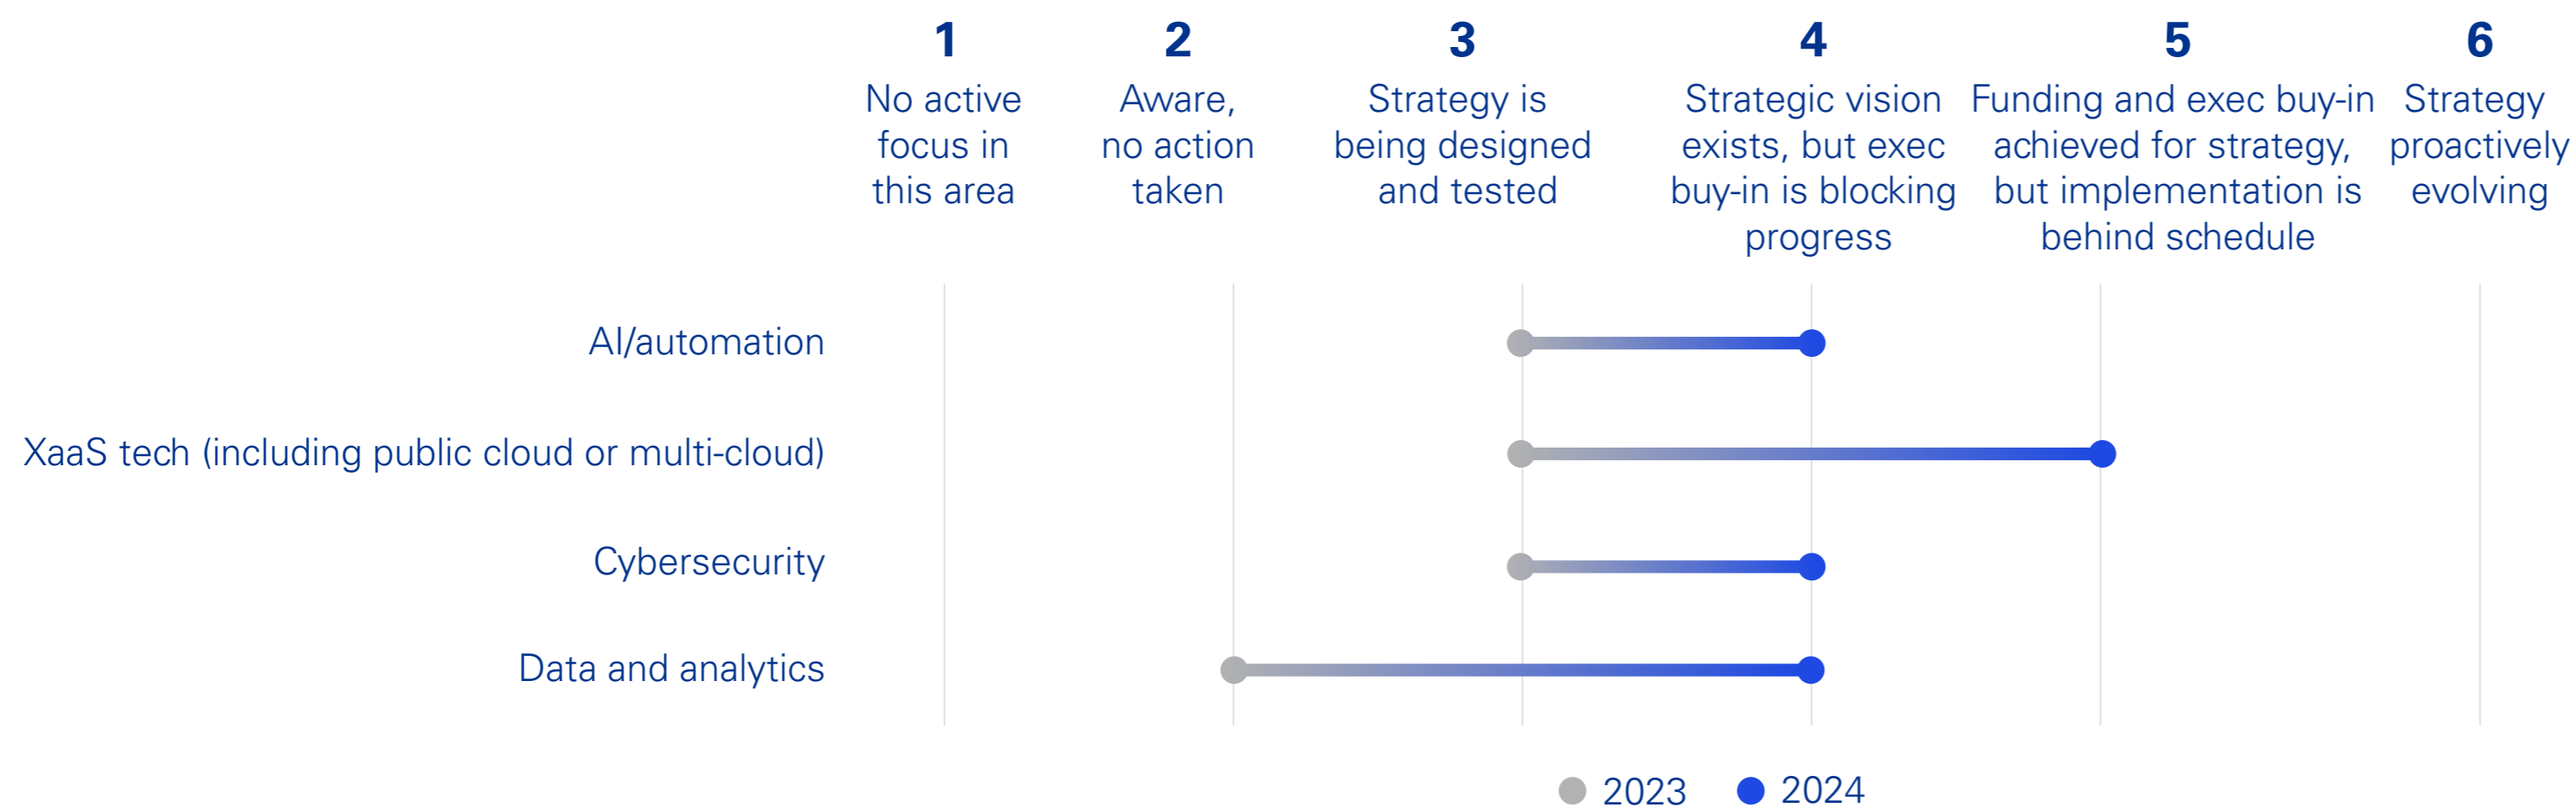 1
No active
focus in
this area
2
Aware,
no action
taken
3
Strategy is
being designed
and tested
4
Strategic vision
exists, but exec
buy-in is blocking
progress
5
Funding and exec buy-in
achieved for strategy,
but implementation is
behind schedule
6
Strategy
proactively
evolving
AI/automation
XaaS tech (including public cloud or multi-cloud)
Cybersecurity
Data and analytics
2023
2024